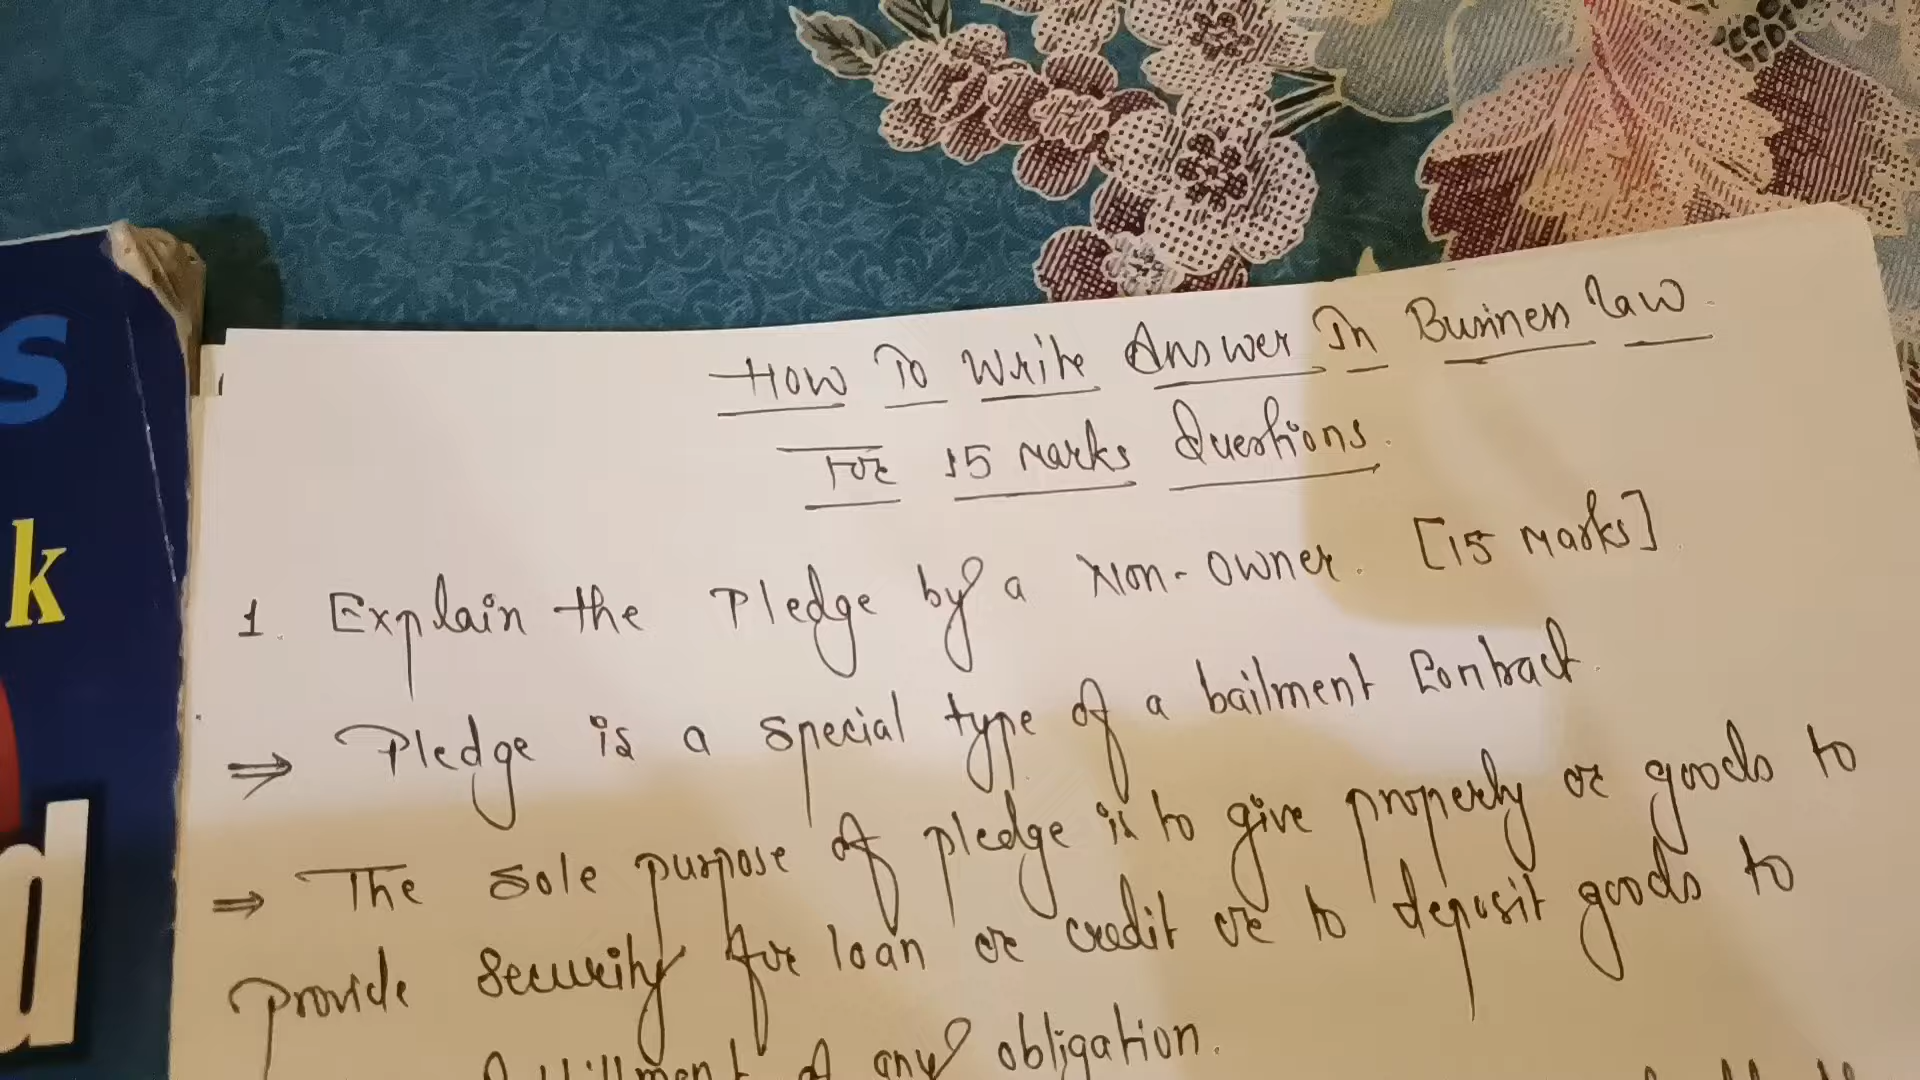 How To Write Answer In Business Law.
For 15 Marks Questions.
1. Explain the Pledge by a Non-Owner. [15 Marks]
⇒ Pledge is a special type of a bailment Contract.
⇒ The sole purpose of pledge is to give property or goods to
provide security for loan or credit or to deposit goods to
fulfillment of any obligation.
s
k
d